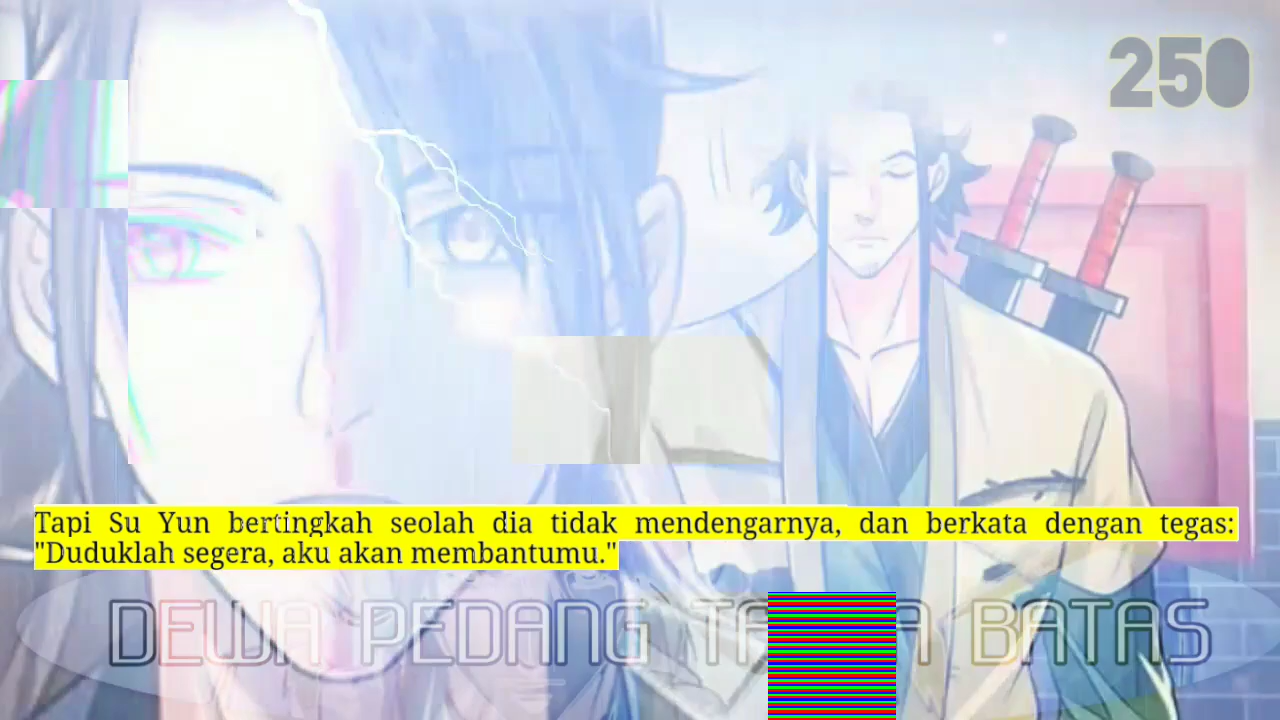 250
Tapi Su Yun bertingkah seolah dia tidak mendengarnya, dan berkata dengan tegas:
"Duduklah segera, aku akan membantumu."
DEWA PEDANG BATAS